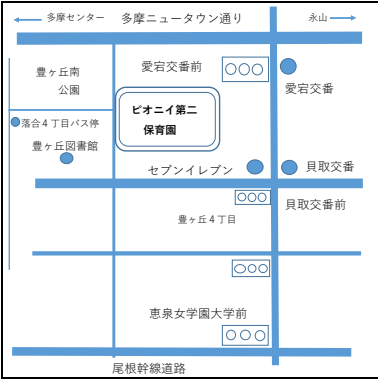 多摩センター
多摩ニュータウン通り
永山
豊ヶ丘南
公園
愛宕交番前
愛宕交番
ピオニイ第二
保育園
落合４丁目バス停
豊ヶ丘図書館
セブンイレブン
貝取交番
貝取交番前
豊ヶ丘４丁目
恵泉女学園大学前
尾根幹線道路